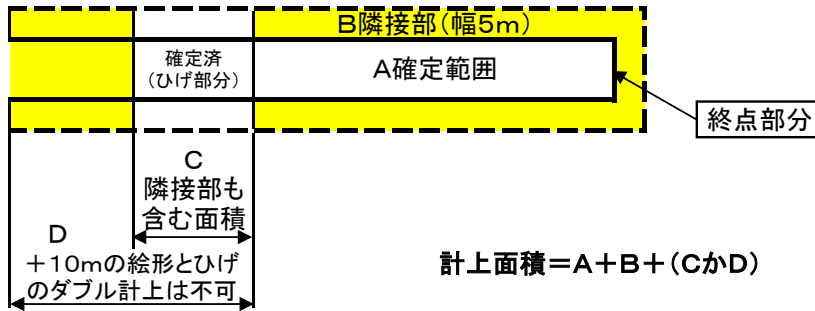 B隣接部(幅5m)
確定済
(ひげ部分)
A確定範囲
終点部分
C
隣接部も
含む面積
D
+10mの絵形とひげ
のダブル計上は不可
計上面積=A+B+(CかD)